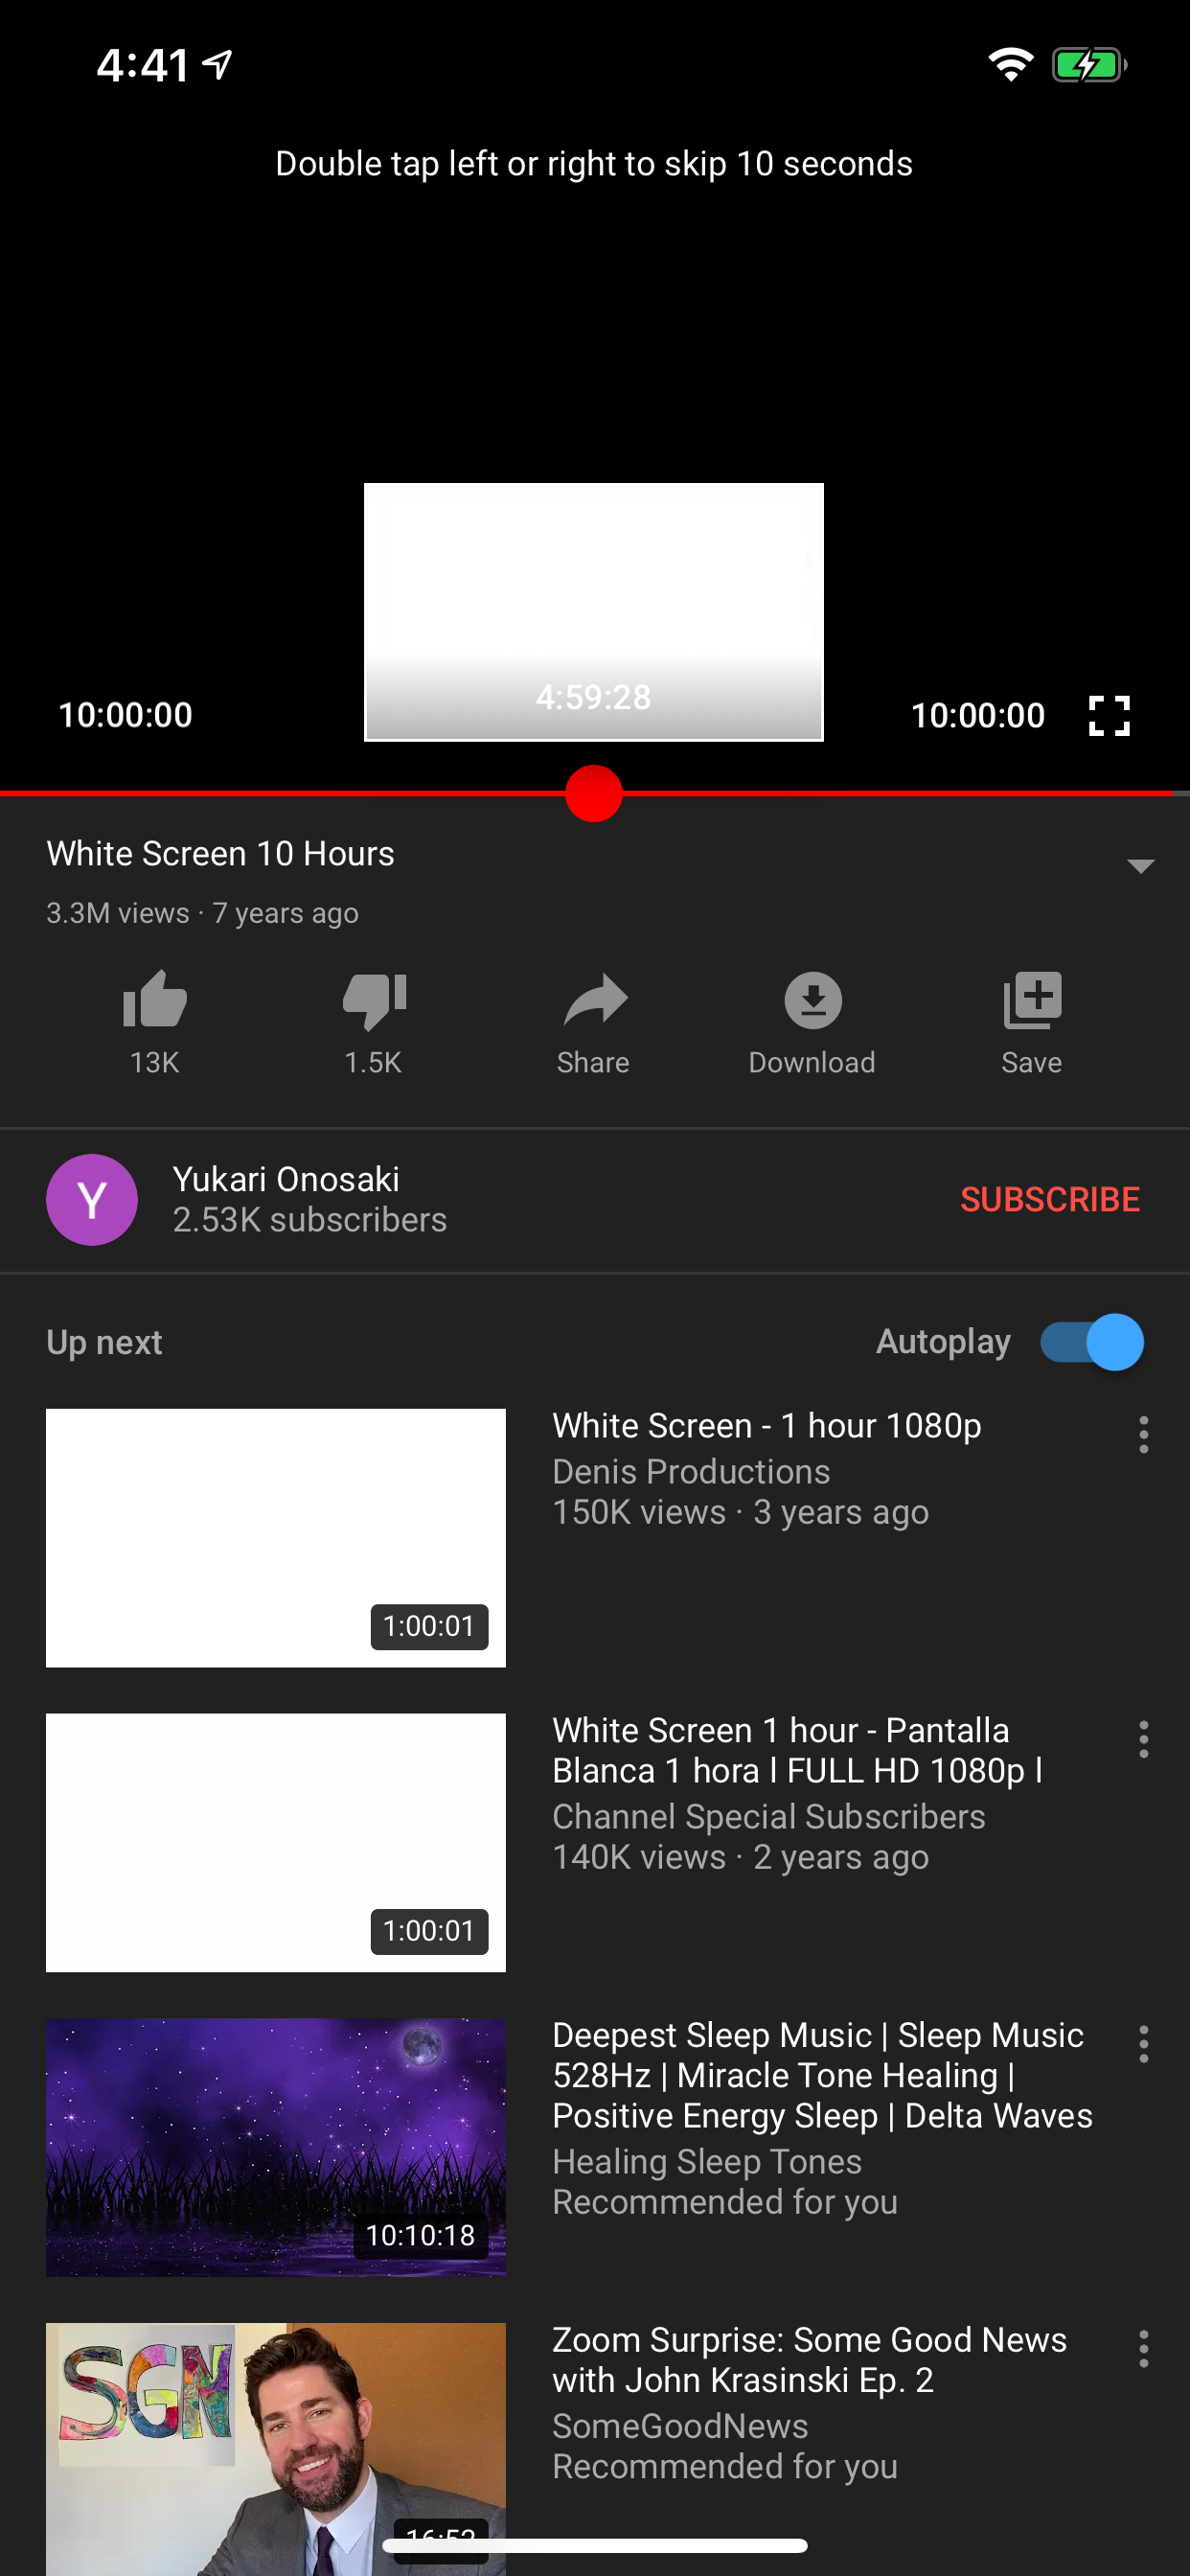 4:41
Double tap left or right to skip 10 seconds
4:59:28
10:00:00
10:00:00
White Screen 10 Hours
3.3M views · 7 years ago
13K
1.5K
Share
Download
Save
Y
Yukari Onosaki
2.53K subscribers
SUBSCRIBE
Up next
Autoplay
1:00:01
White Screen - 1 hour 1080p
Denis Productions
150K views · 3 years ago
1:00:01
White Screen 1 hour - Pantalla
Blanca 1 hora l FULL HD 1080p l
Channel Special Subscribers
140K views · 2 years ago
10:10:18
Deepest Sleep Music | Sleep Music
528Hz | Miracle Tone Healing |
Positive Energy Sleep | Delta Waves
Healing Sleep Tones
Recommended for you
SGN
16:52
Zoom Surprise: Some Good News
with John Krasinski Ep. 2
SomeGoodNews
Recommended for you